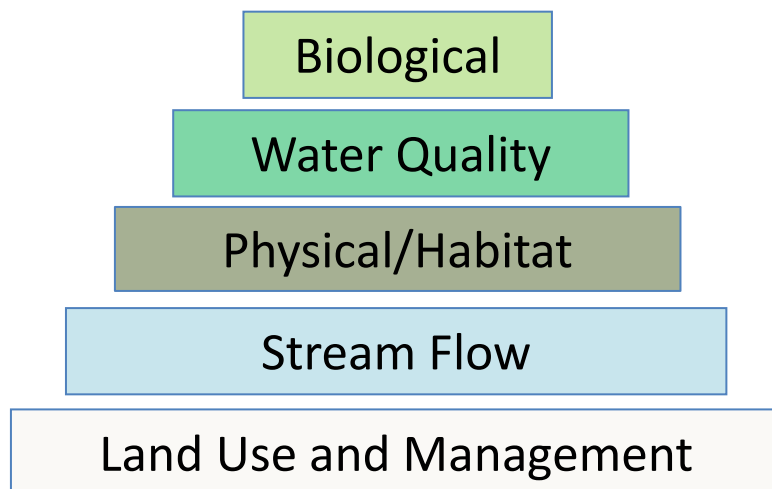 Biological
Water Quality
Physical/Habitat
Stream Flow
Land Use and Management